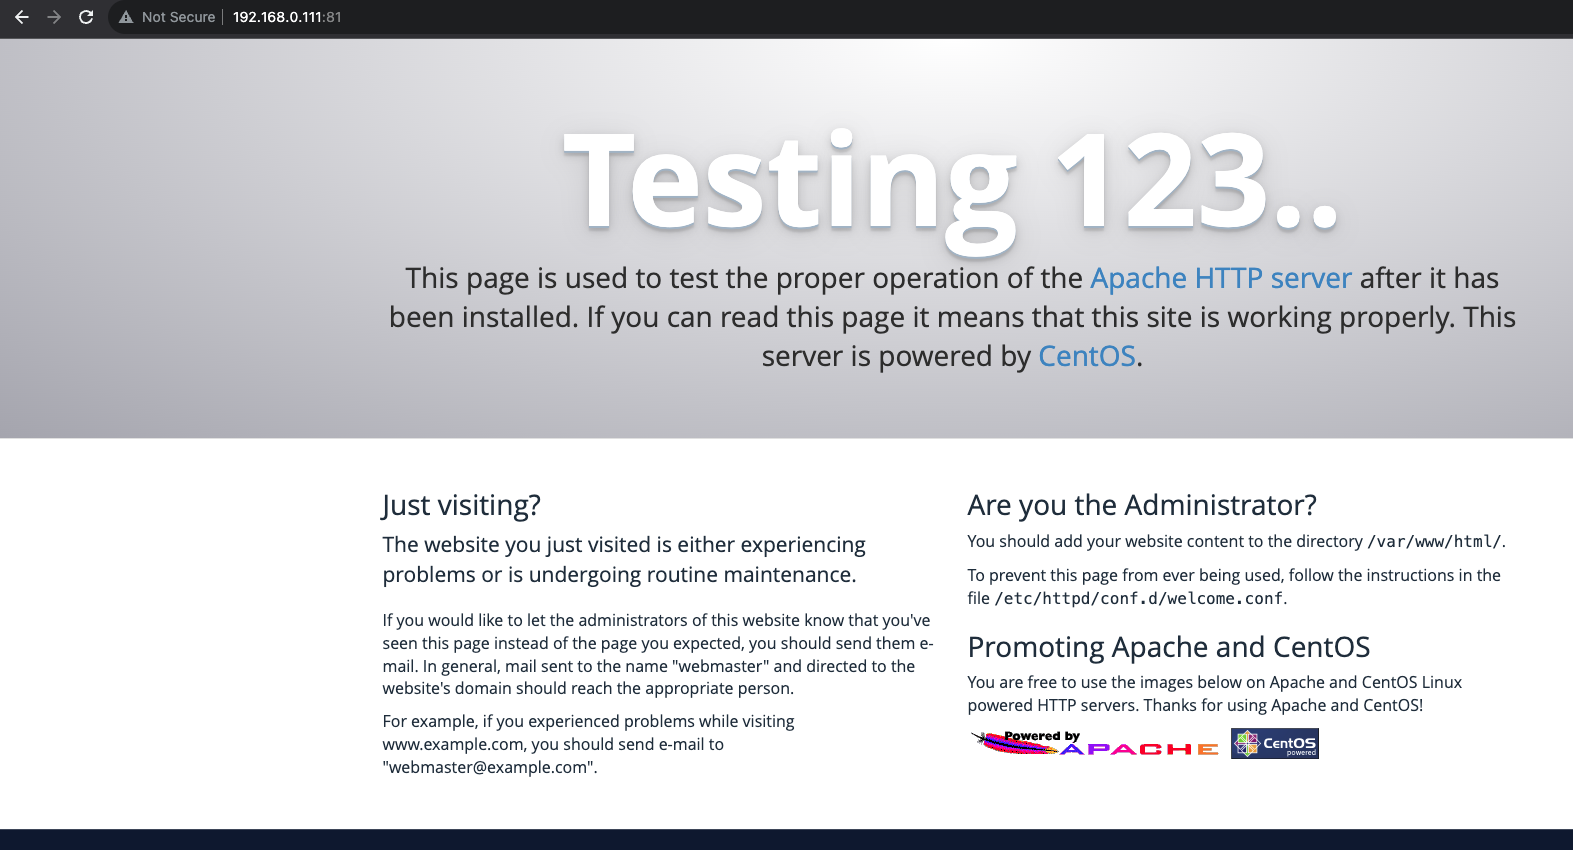 Not Secure 192.168.0.111:81
Testing 123..
This page is used to test the proper operation of the Apache HTTP server after it has
been installed. If you can read this page it means that this site is working properly. This
server is powered by CentOS.
Just visiting?
The website you just visited is either experiencing
problems or is undergoing routine maintenance.
If you would like to let the administrators of this website know that you've
seen this page instead of the page you expected, you should send them e-
mail. In general, mail sent to the name "webmaster" and directed to the
website's domain should reach the appropriate person.
For example, if you experienced problems while visiting
www.example.com, you should send e-mail to
"webmaster@example.com".
Are you the Administrator?
You should add your website content to the directory /var/www/html/.
To prevent this page from ever being used, follow the instructions in the
file /etc/httpd/conf.d/welcome.conf.
Promoting Apache and CentOS
You are free to use the images below on Apache and CentOS Linux
powered HTTP servers. Thanks for using Apache and CentOS!
Powered by
APACHE
CentOS
powered